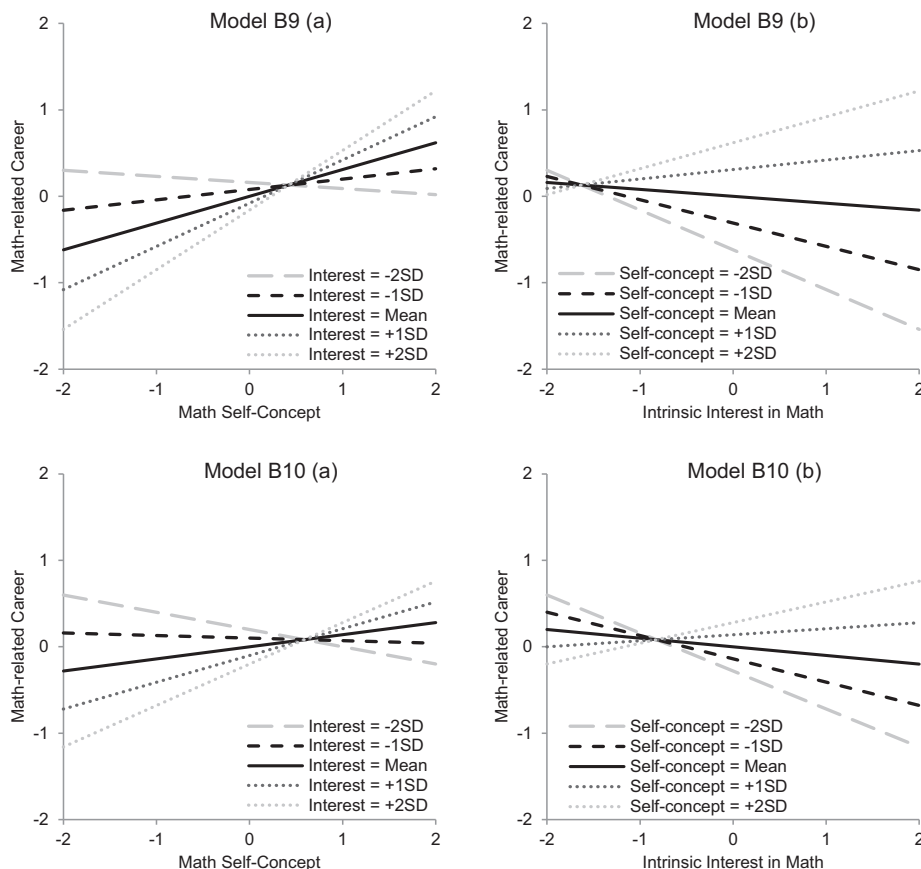 Model B9 (a)
2
1
0
-1
-2
Math-related Career
Interest = -2SD
Interest = -1SD
Interest = Mean
Interest = +1SD
Interest = +2SD
-2 -1 0 1 2
Math Self-Concept
Model B9 (b)
2
1
0
-1
-2
Math-related Career
Self-concept = -2SD
Self-concept = -1SD
Self-concept = Mean
Self-concept = +1SD
Self-concept = +2SD
-2 -1 0 1 2
Intrinsic Interest in Math
Model B10 (a)
2
1
0
-1
-2
Math-related Career
Interest = -2SD
Interest = -1SD
Interest = Mean
Interest = +1SD
Interest = +2SD
-2 -1 0 1 2
Math Self-Concept
Model B10 (b)
2
1
0
-1
-2
Math-related Career
Self-concept = -2SD
Self-concept = -1SD
Self-concept = Mean
Self-concept = +1SD
Self-concept = +2SD
-2 -1 0 1 2
Intrinsic Interest in Math